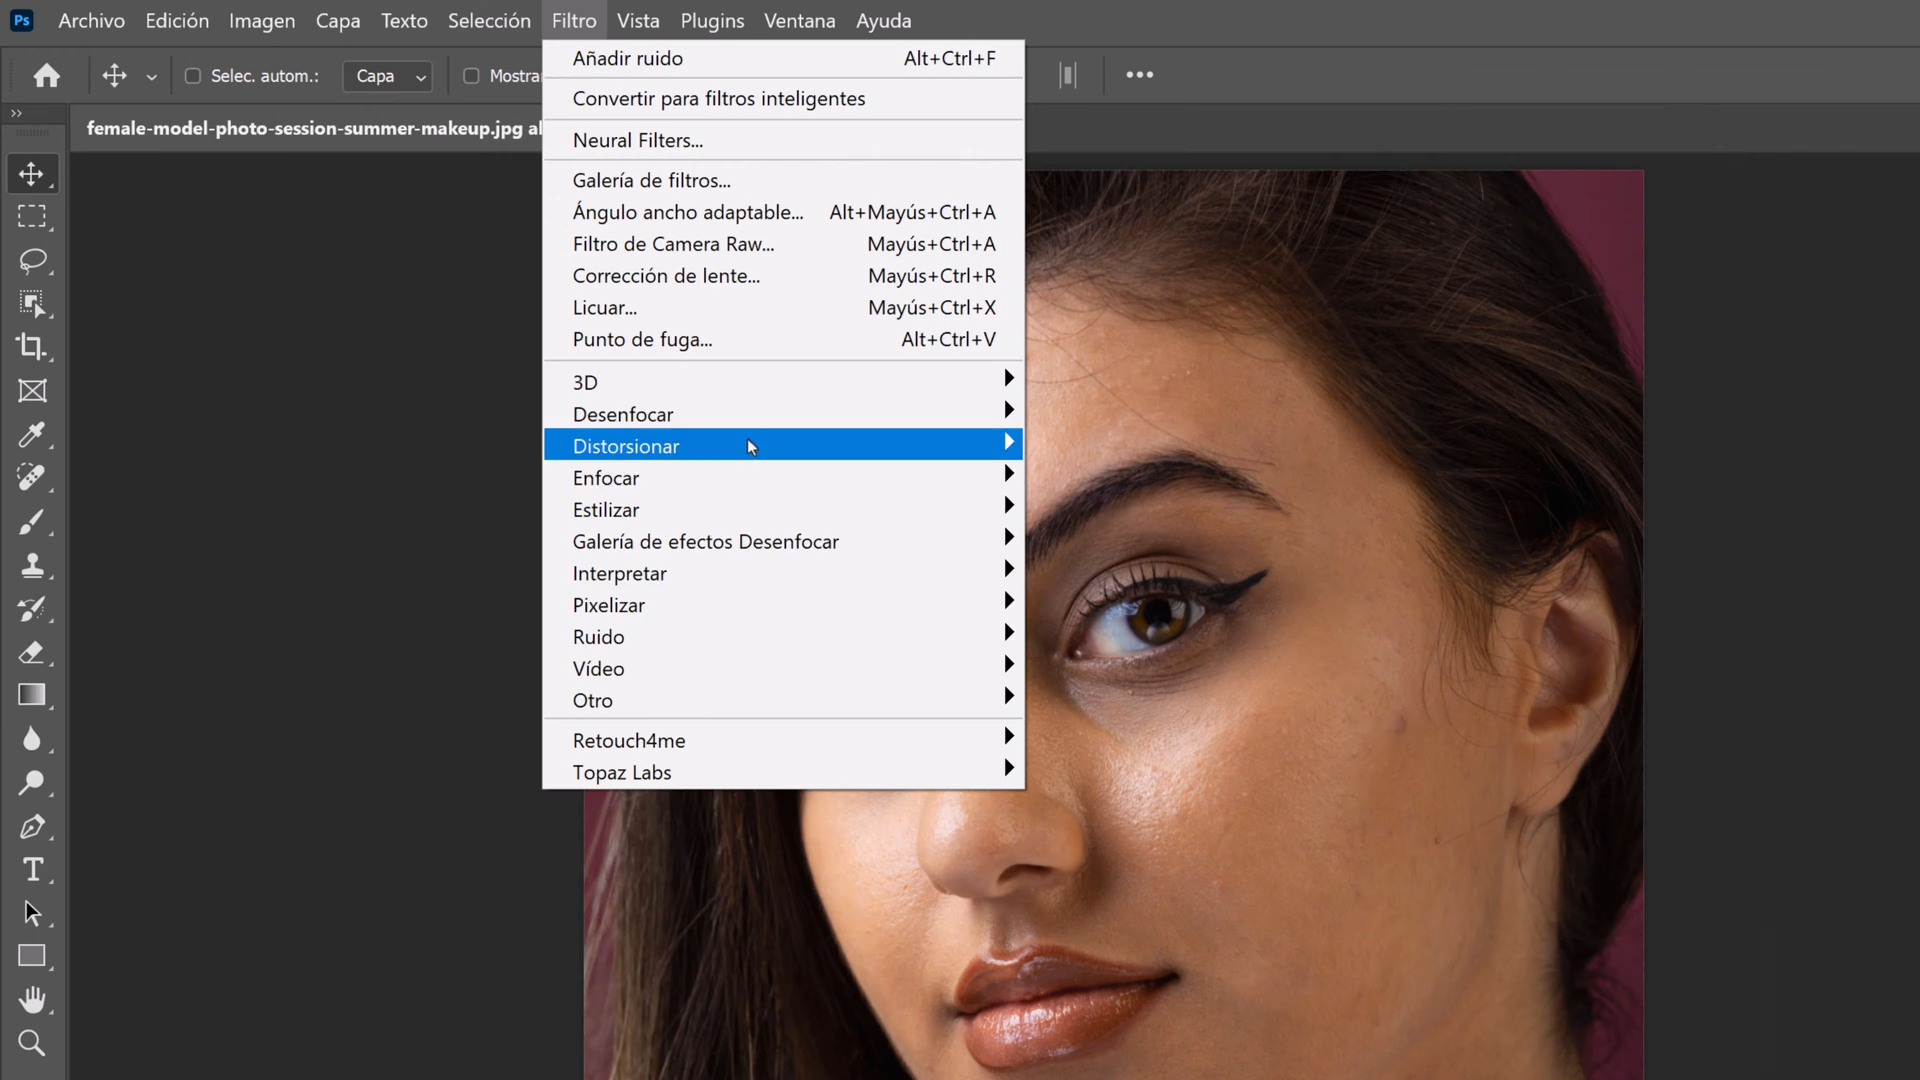 Ps Archivo Edición Imagen Capa Texto Selección Filtro Vista Plugins Ventana Ayuda
Selec. autom.: Capa Mostrar
female-model-photo-session-summer-makeup.jpg al
Añadir ruido Alt+Ctrl+F
Convertir para filtros inteligentes
Neural Filters...
Galería de filtros...
Ángulo ancho adaptable... Alt+Mayús+Ctrl+A
Filtro de Camera Raw... Mayús+Ctrl+A
Corrección de lente... Mayús+Ctrl+R
Licuar... Mayús+Ctrl+X
Punto de fuga... Alt+Ctrl+V
3D
Desenfocar
Distorsionar
Enfocar
Estilizar
Galería de efectos Desenfocar
Interpretar
Pixelizar
Ruido
Vídeo
Otro
Retouch4me
Topaz Labs